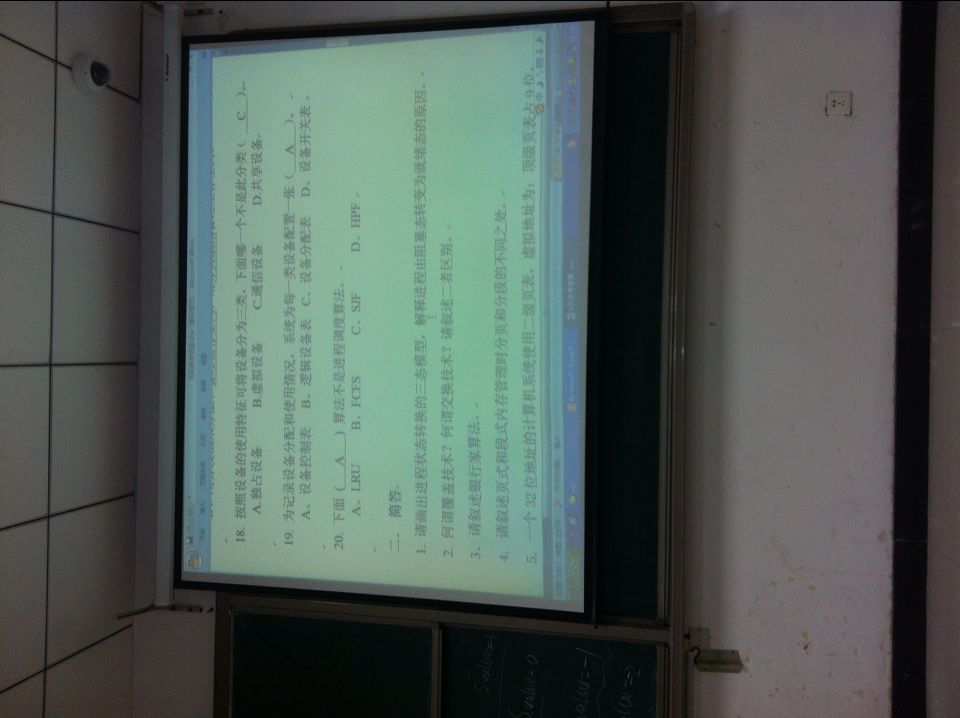 18. 按照设备的使用特征可将设备分为三类，下面哪一个不是此分类（ C ）。
A.独占设备 B.虚拟设备 C.通信设备 D.共享设备
19. 为记录设备分配和使用情况，系统为每一类设备配置一张（ A ）。
A、设备控制表 B、逻辑设备表 C、设备分配表 D、设备开关表
20. 下面（ A ）算法不是进程调度算法。
A、LRU B、FCFS C、SJF D、HPF
二． 简答
1. 请画出进程状态转换的三态模型，解释进程由阻塞态转变为就绪态的原因。
2. 何谓覆盖技术？何谓交换技术？请叙述二者区别。
3. 请叙述银行家算法。
4. 请叙述页式和段式内存管理时分页和分段的不同之处。
5. 一个32位地址的计算机系统使用二级页表，虚拟地址为：顶级页表占9位，
S.value=1
S.value=0
value=-1
value=-2